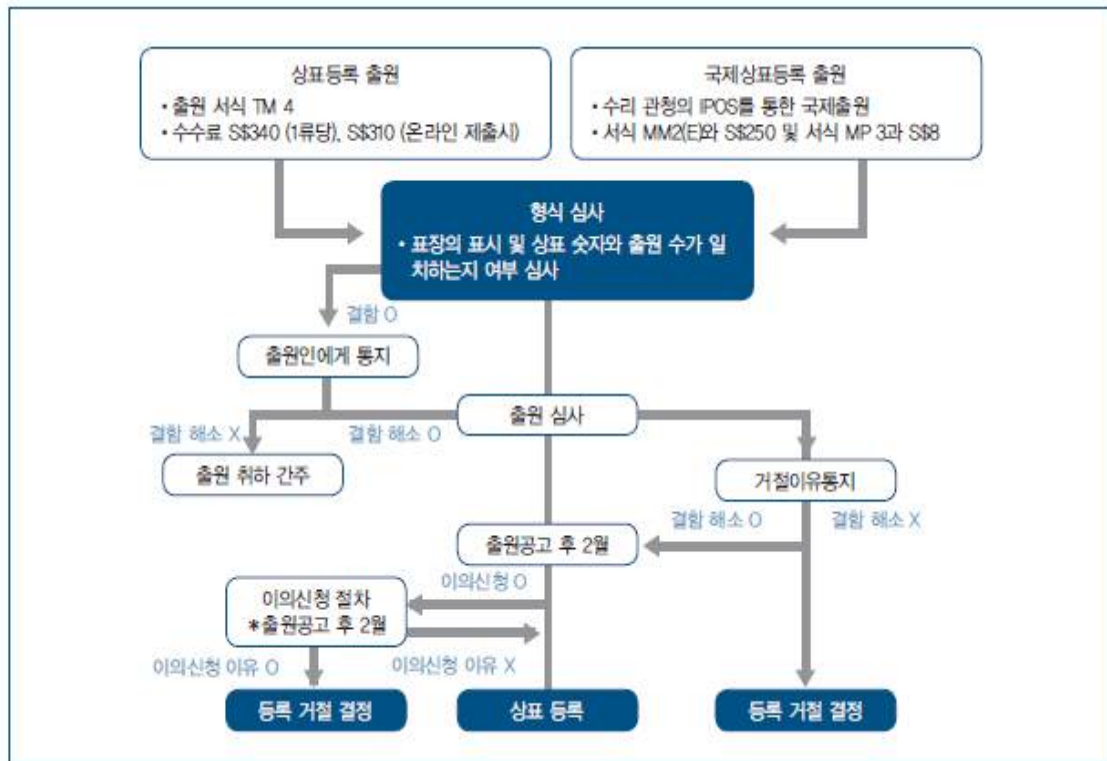 상표등록 출원
• 출원 서식 TM 4
• 수수료 S$340 (1류당), S$310 (온라인 제출시)
국제상표등록 출원
• 수리 관청의 IPOS를 통한 국제출원
• 서식 MM2(E)와 S$250 및 서식 MP 3과 S$8
형식 심사
• 표장의 표시 및 상표 숫자와 출원 수가 일
치하는지 여부 심사
결함 O
출원인에게 통지
출원 심사
결함 해소 X
결함 해소 O
출원 취하 간주
거절이유통지
결함 해소 O
결함 해소 X
출원공고 후 2월
이의신청 O
이의신청 절차
*출원공고 후 2월
이의신청 이유 O
이의신청 이유 X
등록 거절 결정
상표 등록
등록 거절 결정